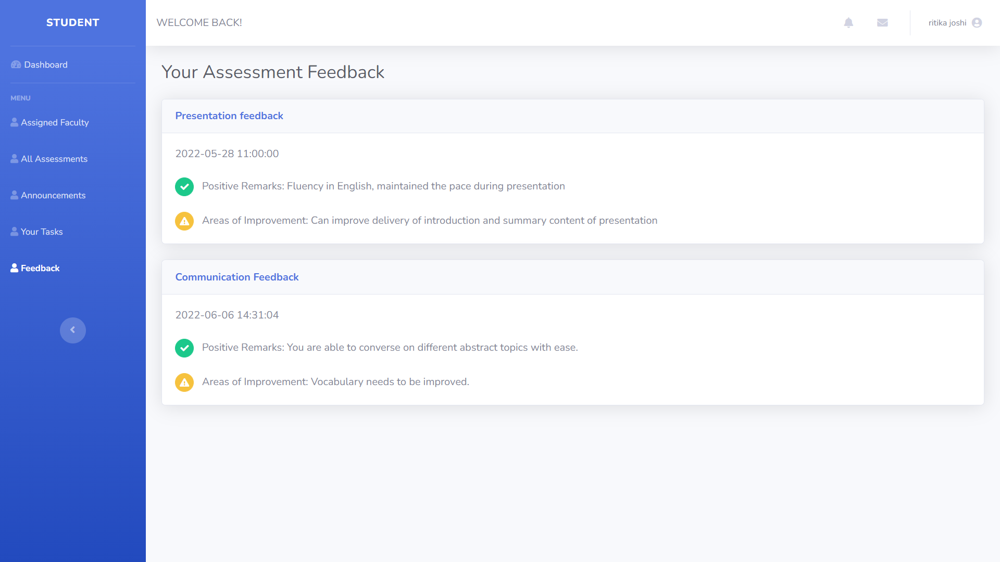 STUDENT
WELCOME BACK!
ritika joshi
Dashboard
MENU
Assigned Faculty
All Assessments
Announcements
Your Tasks
Feedback
Your Assessment Feedback
Presentation feedback
2022-05-28 11:00:00
Positive Remarks: Fluency in English, maintained the pace during presentation
Areas of Improvement: Can improve delivery of introduction and summary content of presentation
Communication Feedback
2022-06-06 14:31:04
Positive Remarks: You are able to converse on different abstract topics with ease.
Areas of Improvement: Vocabulary needs to be improved.